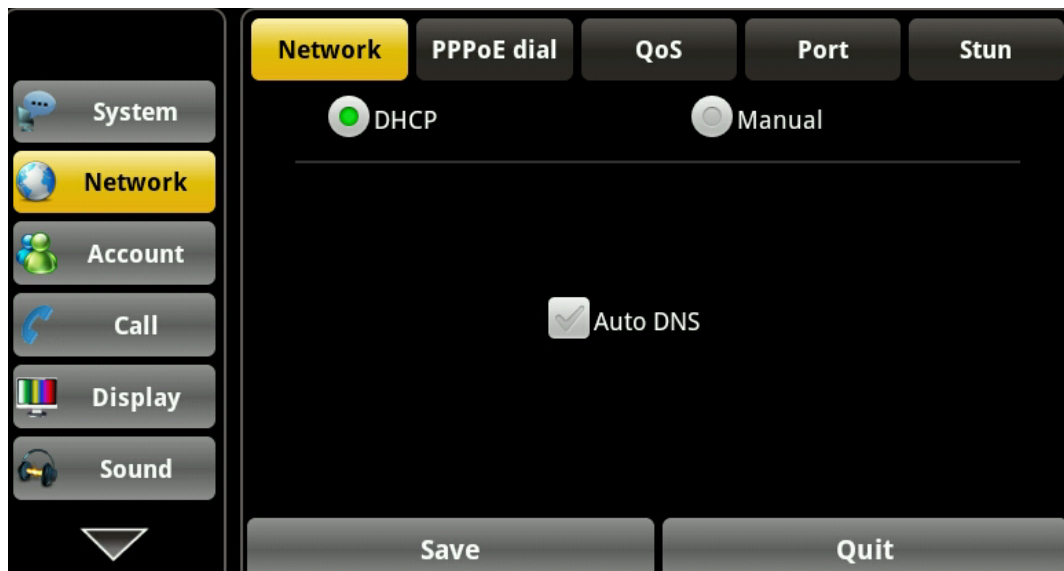 Network PPPoE dial QoS Port Stun
System
Network
Account
Call
Display
Sound
DHCP Manual
Auto DNS
Save Quit